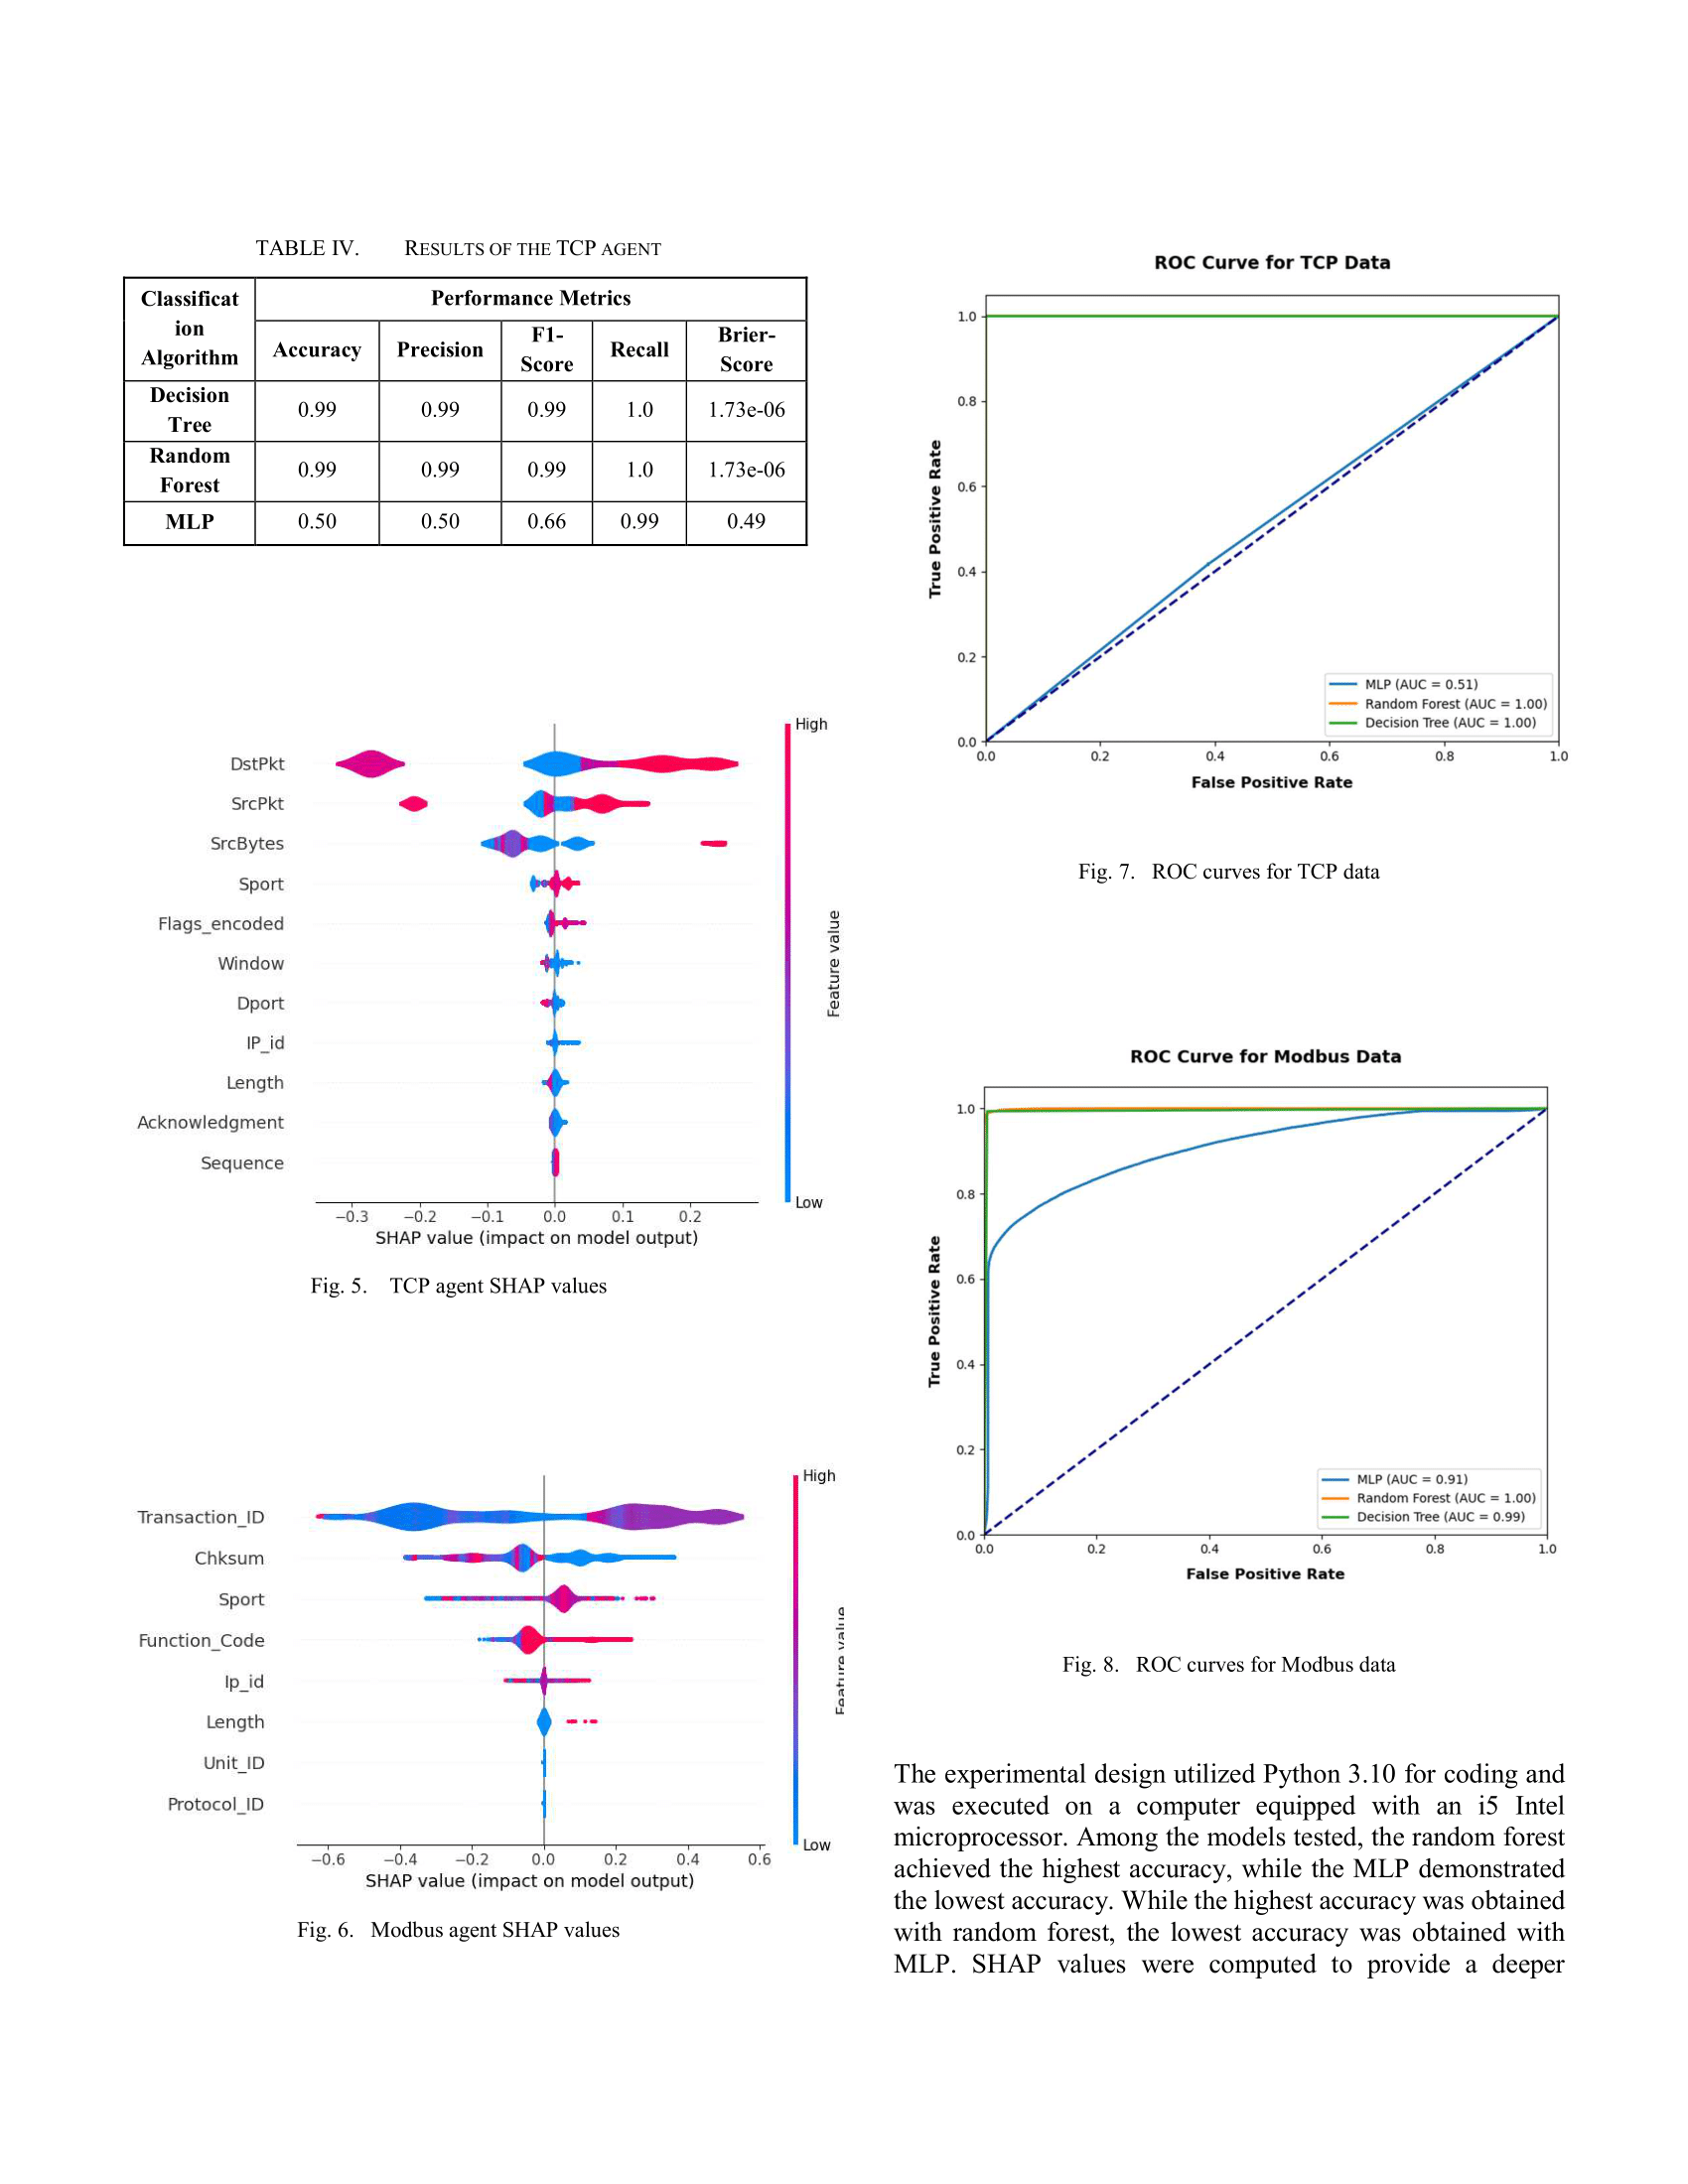 TABLE IV. RESULTS OF THE TCP AGENT
Classificat
ion
Algorithm
Performance Metrics
Accuracy
Precision
F1-
Score
Recall
Brier-
Score
Decision
Tree
0.99
0.99
0.99
1.0
1.73e-06
Random
Forest
0.99
0.99
0.99
1.0
1.73e-06
MLP
0.50
0.50
0.66
0.99
0.49
High
DstPkt
SrcPkt
SrcBytes
Sport
Flags_encoded
Window
Dport
IP_id
Length
Acknowledgment
Sequence
Low
Feature value
−0.3 −0.2 −0.1 0.0 0.1 0.2
SHAP value (impact on model output)
Fig. 5. TCP agent SHAP values
High
Transaction_ID
Chksum
Sport
Function_Code
Ip_id
Length
Unit_ID
Protocol_ID
Low
Feature value
−0.6 −0.4 −0.2 0.0 0.2 0.4 0.6
SHAP value (impact on model output)
Fig. 6. Modbus agent SHAP values
ROC Curve for TCP Data
1.0
0.8
0.6
0.4
0.2
0.0
True Positive Rate
MLP (AUC = 0.51)
Random Forest (AUC = 1.00)
Decision Tree (AUC = 1.00)
0.0 0.2 0.4 0.6 0.8 1.0
False Positive Rate
Fig. 7. ROC curves for TCP data
ROC Curve for Modbus Data
1.0
0.8
0.6
0.4
0.2
0.0
True Positive Rate
MLP (AUC = 0.91)
Random Forest (AUC = 1.00)
Decision Tree (AUC = 0.99)
0.0 0.2 0.4 0.6 0.8 1.0
False Positive Rate
Fig. 8. ROC curves for Modbus data
The experimental design utilized Python 3.10 for coding and
was executed on a computer equipped with an i5 Intel
microprocessor. Among the models tested, the random forest
achieved the highest accuracy, while the MLP demonstrated
the lowest accuracy. While the highest accuracy was obtained
with random forest, the lowest accuracy was obtained with
MLP. SHAP values were computed to provide a deeper